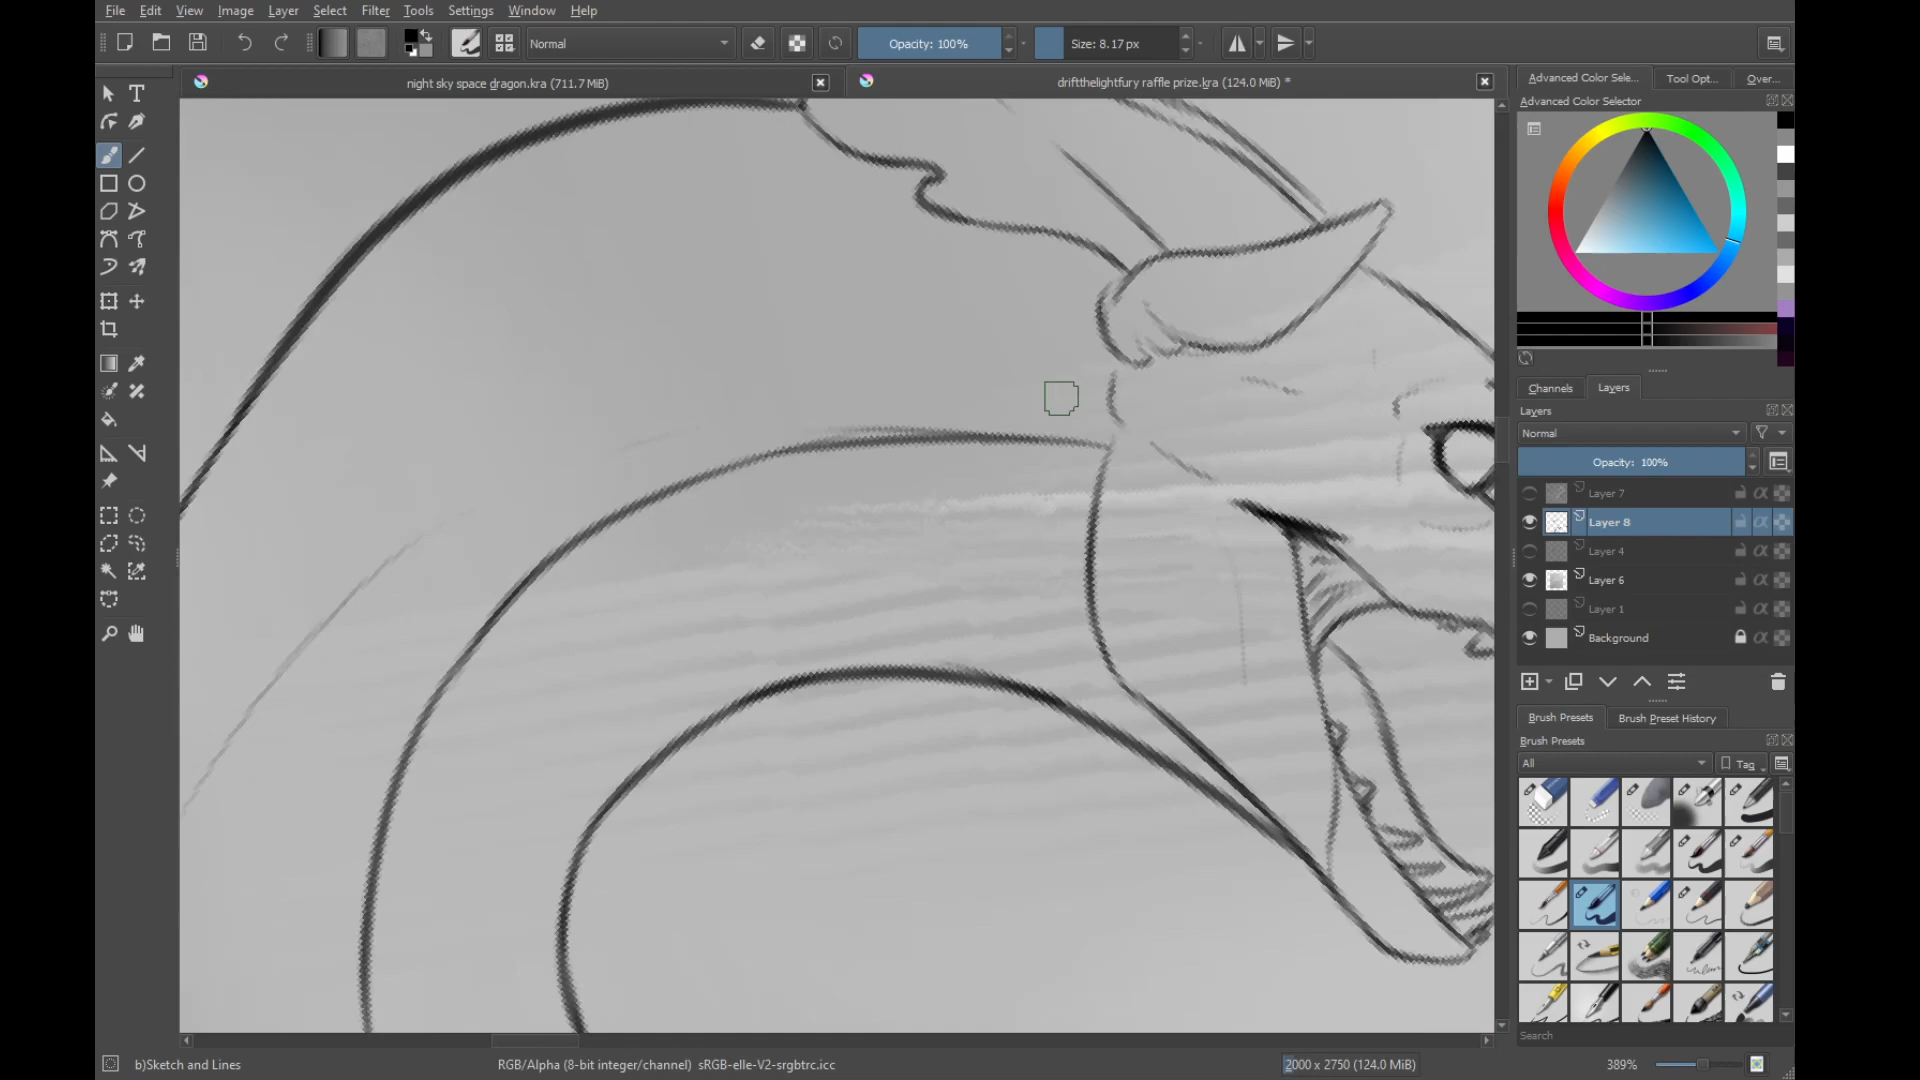 File Edit View Image Layer Select Filter Tools Settings Window Help
Normal Opacity: 100% Size: 8.17 px
night sky space dragon.kra (711.7 MiB) driftthelightfury raffle prize.kra (124.0 MiB) *
Advanced Color Sele... Tool Opt... Over...
Advanced Color Selector
Channels Layers
Layers
Normal
Opacity: 100%
Layer 7
Layer 8
Layer 4
Layer 6
Layer 1
Background
Brush Presets Brush Preset History
Brush Presets
All Tag
Search
b)Sketch and Lines RGB/Alpha (8-bit integer/channel) sRGB-elle-V2-srgbtrc.icc 2000 x 2750 (124.0 MiB) 389%